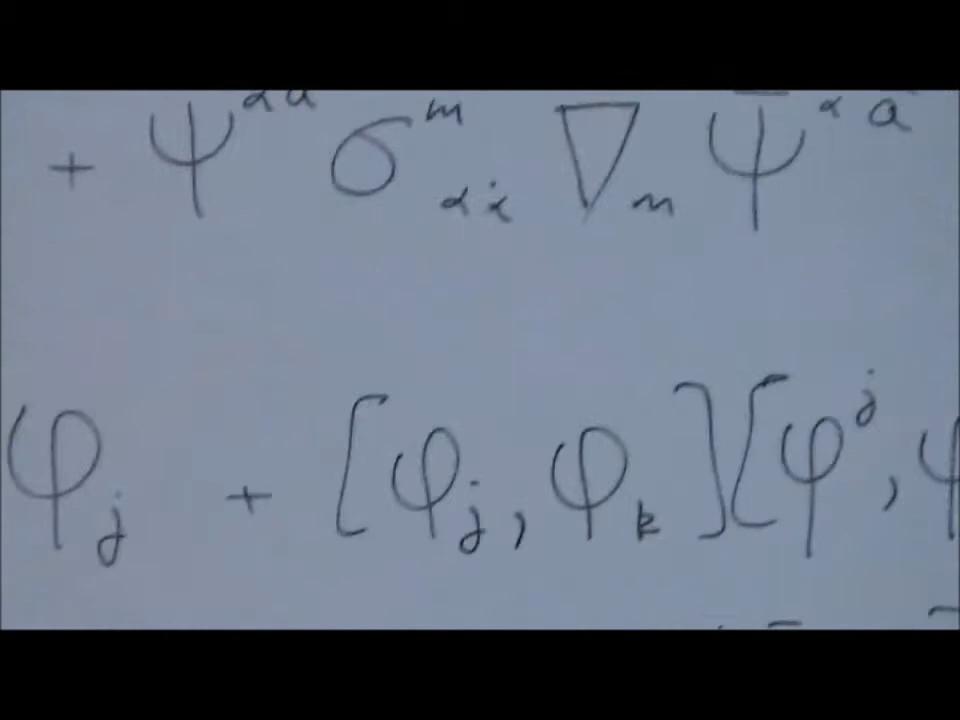 + ψ^{αa} σ^m_{αα̇} ∇_m ψ̄^{α a}
φ_j + [φ_j, φ_k][φ^j, φ